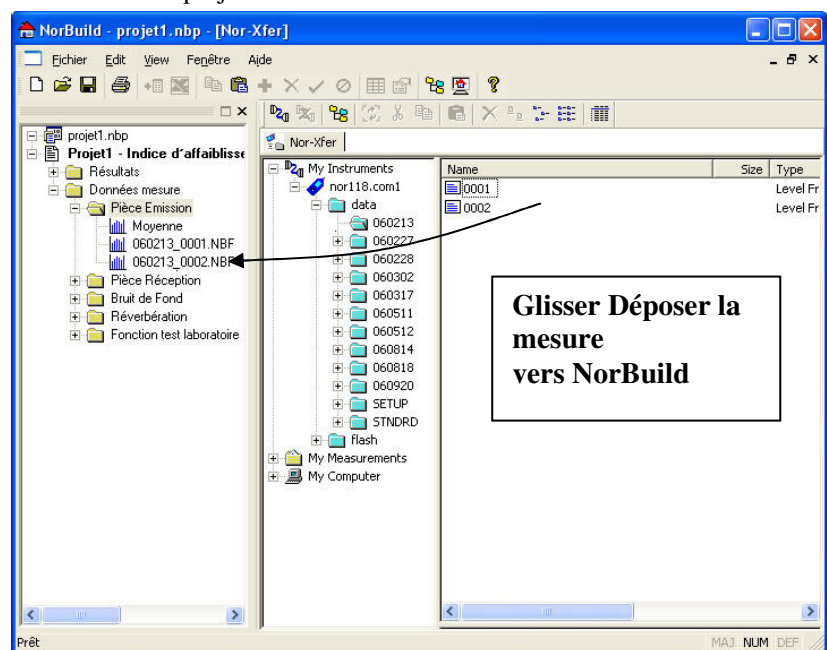 NorBuild - projet1.nbp - [Nor-Xfer]
Fichier Edit View Fenêtre Aide
Nor-Xfer
projet1.nbp
Projet1 - Indice d'affaiblisse
Résultats
Données mesure
Pièce Emission
Moyenne
060213_0001.NBF
060213_0002.NBF
Pièce Réception
Bruit de Fond
Réverbération
Fonction test laboratoire
My Instruments
nor118.com1
data
060213
060227
060228
060302
060317
060511
060512
060814
060818
060920
SETUP
STNDRD
flash
My Measurements
My Computer
Name Size Type
0001 Level Fr
0002 Level Fr
Glisser Déposer la
mesure
vers NorBuild
Prêt
MAJ NUM DEF